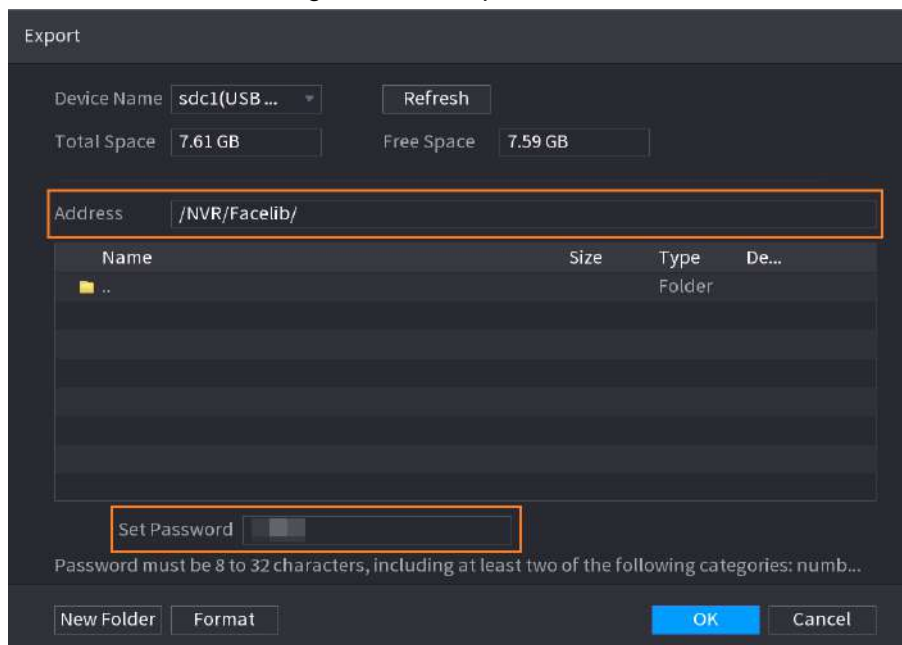 Export
Device Name sdc1(USB ... Refresh
Total Space 7.61 GB Free Space 7.59 GB
Address /NVR/Facelib/
Name Size Type De...
.. Folder
Set Password
Password must be 8 to 32 characters, including at least two of the following categories: numb...
New Folder Format OK Cancel